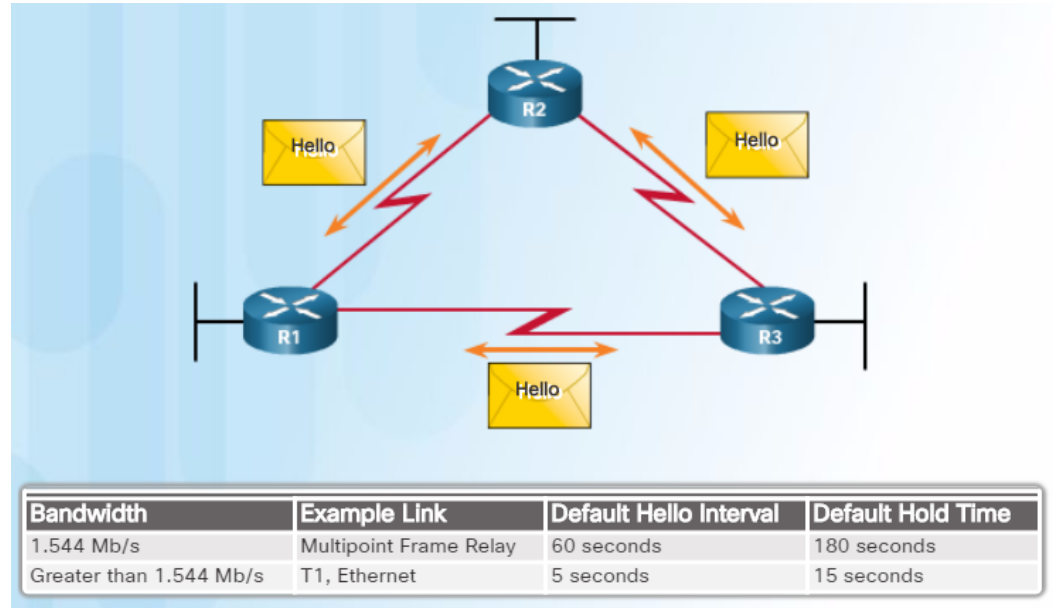 R2
Hello
Hello
R1
R3
Hello
Bandwidth Example Link Default Hello Interval Default Hold Time
1.544 Mb/s Multipoint Frame Relay 60 seconds 180 seconds
Greater than 1.544 Mb/s T1, Ethernet 5 seconds 15 seconds